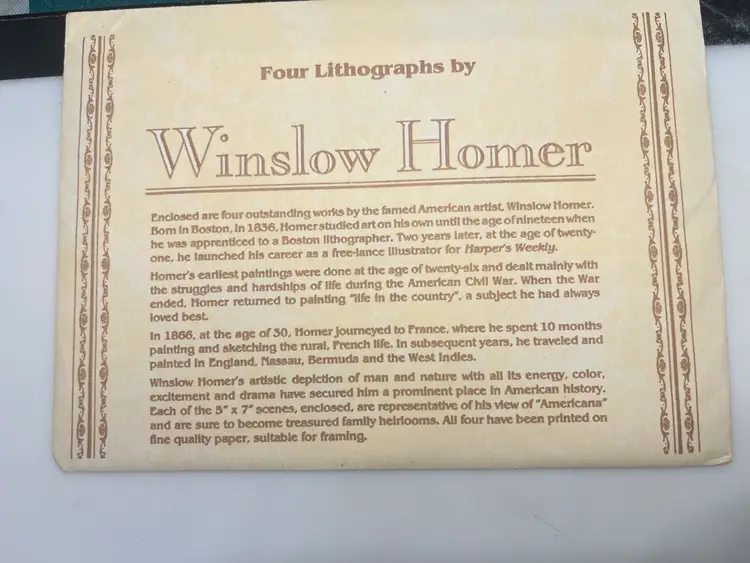 Four Lithographs by
Winslow Homer
Enclosed are four outstanding works by the famed American artist, Winslow Homer.
Born in Boston, in 1836, Homer studied art on his own until the age of nineteen when
he was apprenticed to a Boston lithographer. Two years later, at the age of twenty-
one, he launched his career as a free-lance illustrator for Harper's Weekly.
Homer's earliest paintings were done at the age of twenty-six and dealt mainly with
the struggles and hardships of life during the American Civil War. When the War
ended, Homer returned to painting "life in the country", a subject he had always
loved best.
In 1866, at the age of 30, Homer journeyed to France, where he spent 10 months
painting and sketching the rural, French life. In subsequent years, he traveled and
painted in England, Nassau, Bermuda and the West Indies.
Winslow Homer's artistic depiction of man and nature with all its energy, color,
excitement and drama have secured him a prominent place in American history.
Each of the 5" x 7" scenes, enclosed, are representative of his view of "Americana"
and are sure to become treasured family heirlooms. All four have been printed on
fine quality paper, suitable for framing.